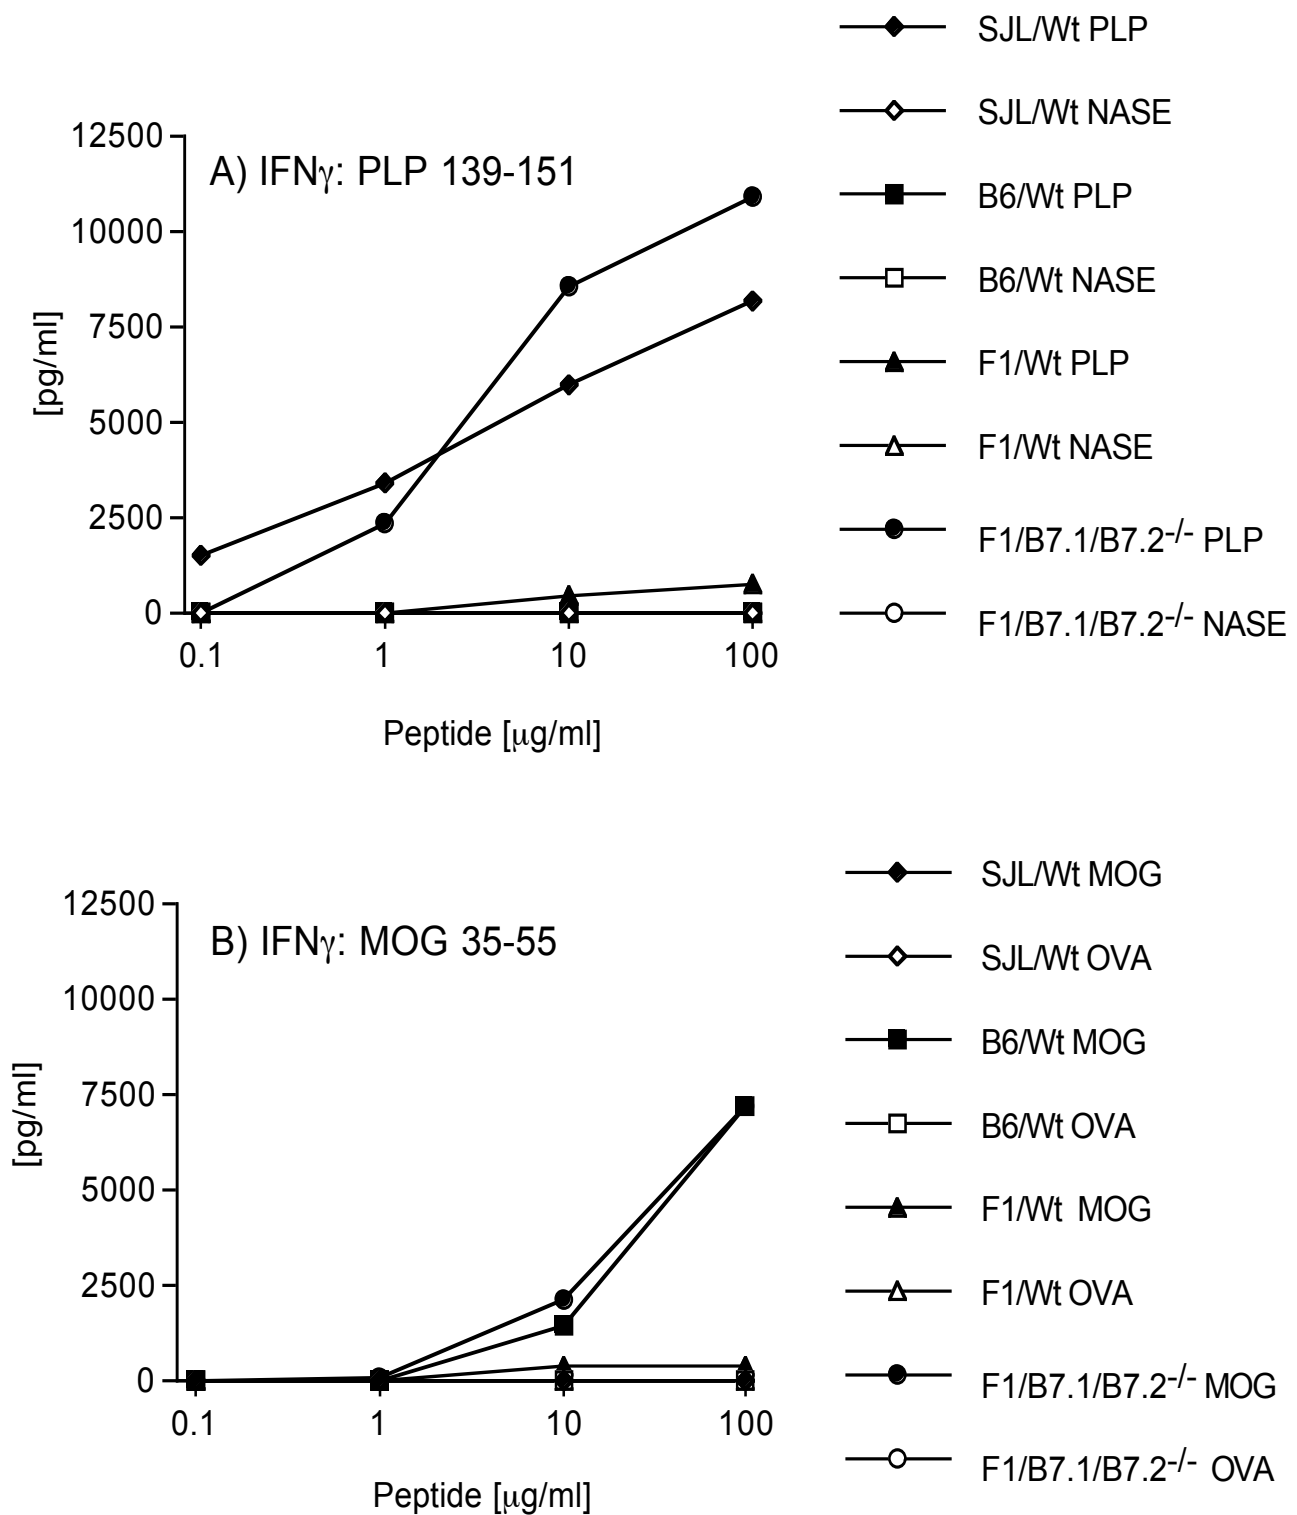 SJL/Wt PLP
SJL/Wt NASE
B6/Wt PLP
B6/Wt NASE
F1/Wt PLP
F1/Wt NASE
F1/B7.1/B7.2-/- PLP
F1/B7.1/B7.2-/- NASE
A) IFNγ: PLP 139-151
12500
10000
7500
5000
2500
0
[pg/ml]
0.1 1 10 100
Peptide [μg/ml]
SJL/Wt MOG
SJL/Wt OVA
B6/Wt MOG
B6/Wt OVA
F1/Wt MOG
F1/Wt OVA
F1/B7.1/B7.2-/- MOG
F1/B7.1/B7.2-/- OVA
B) IFNγ: MOG 35-55
12500
10000
7500
5000
2500
0
[pg/ml]
0.1 1 10 100
Peptide [μg/ml]